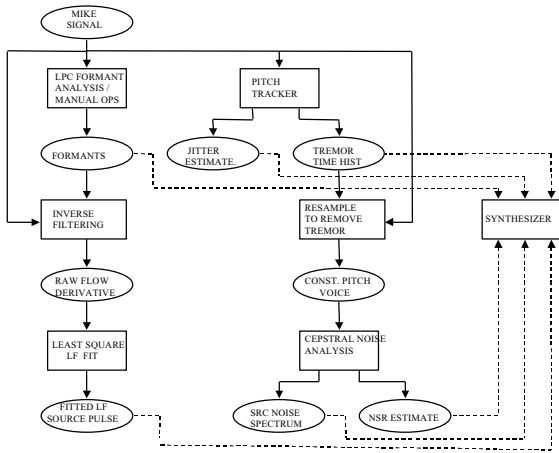 MIKE
SIGNAL
LPC FORMANT
ANALYSIS /
MANUAL OPS
PITCH
TRACKER
FORMANTS
JITTER
ESTIMATE.
TREMOR
TIME HIST
INVERSE
FILTERING
RESAMPLE
TO REMOVE
TREMOR
SYNTHESIZER
RAW FLOW
DERIVATIVE
CONST. PITCH
VOICE
LEAST SQUARE
LF FIT
CEPSTRAL NOISE
ANALYSIS
FITTED LF
SOURCE PULSE
SRC NOISE
SPECTRUM
NSR ESTIMATE